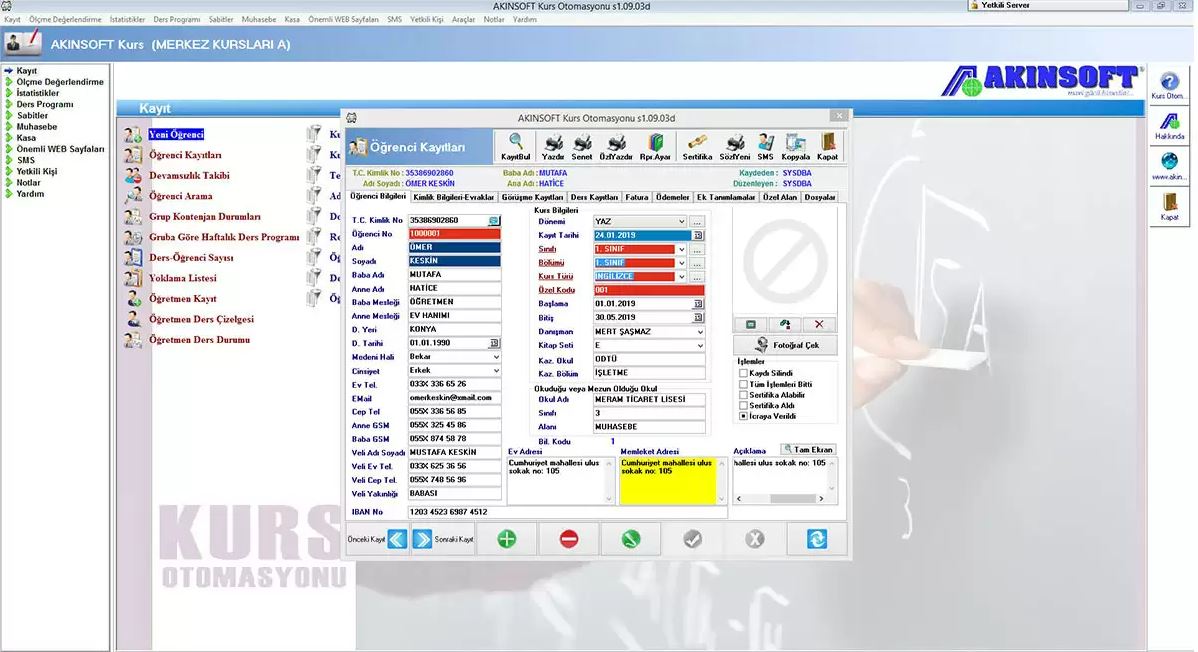 AKINSOFT Kurs Otomasyonu s1.09.03d
Yetkili Server
Kayıt Ölçme Değerlendirme İstatistikler Ders Programı Sabitler Muhasebe Kasa Önemli WEB Sayfaları SMS Yetkili Kişi Araçlar Notlar Yardım
AKINSOFT Kurs (MERKEZ KURSLARI A)
Kayıt
Ölçme Değerlendirme
İstatistikler
Ders Programı
Sabitler
Muhasebe
Kasa
Önemli WEB Sayfaları
SMS
Yetkili Kişi
Notlar
Yardım
AKINSOFT
Kayıt
Yeni Öğrenci
Öğrenci Kayıtları
Devamsızlık Takibi
Öğrenci Arama
Grup Kontenjan Durumları
Gruba Göre Haftalık Ders Programı
Ders-Öğrenci Sayısı
Yoklama Listesi
Öğretmen Kayıt
Öğretmen Ders Çizelgesi
Öğretmen Ders Durumu
Kurs Otom...
Hakkında
www.akin...
Kapat
AKINSOFT Kurs Otomasyonu s1.09.03d
Öğrenci Kayıtları
KayıtBul Yazdır Senet ÖzlYazdır Rpr.Ayar Sertifika SözlYeni SMS Kopyala Kapat
T.C. Kimlik No : 35386902860 Baba Adı : MUTAFA Kaydeden : SYSDBA
Adı Soyadı : ÖMER KESKİN Ana Adı : HATİCE Düzenleyen : SYSDBA
Öğrenci Bilgileri Kimlik Bilgileri-Evraklar Görüşme Kayıtları Ders Kayıtları Fatura Ödemeler Ek Tanımlamalar Özel Alan Dosyalar
T.C. Kimlik No 35386902860
Öğrenci No 1000001
Adı ÖMER
Soyadı KESKİN
Baba Adı MUTAFA
Anne Adı HATİCE
Baba Mesleği ÖĞRETMEN
Anne Mesleği EV HANIMI
D. Yeri KONYA
D. Tarihi 01.01.1990
Medeni Hali Bekar
Cinsiyet Erkek
Ev Tel. 033X 336 65 26
EMail omerkeskin@xmail.com
Cep Tel 055X 336 56 85
Anne GSM 055X 325 45 86
Baba GSM 055X 874 58 78
Veli Adı Soyadı MUSTAFA KESKİN
Veli Ev Tel. 033X 625 36 56
Veli Cep Tel. 055X 748 56 96
Veli Yakınlığı BABASI
IBAN No 1203 4523 6987 4512
Kurs Bilgileri
Dönemi YAZ
Kayıt Tarihi 24.01.2019
Sınıfı 1. SINIF
Bölümü 1. SINIF
Kurs Türü İNGİLİZCE
Özel Kodu 001
Başlama 01.01.2019
Bitiş 30.05.2019
Danışman MERT ŞAŞMAZ
Kitap Seti E
Kaz. Okul ODTÜ
Kaz. Bölüm İŞLETME
Okuduğu veya Mezun Olduğu Okul
Okul Adı MERAM TİCARET LİSESİ
Sınıfı 3
Alanı MUHASEBE
Bil. Kodu 1
Fotoğraf Çek
İşlemler
Kaydı Silindi
Tüm İşlemleri Bitti
Sertifika Alabilir
Sertifika Aldı
İcraya Verildi
Ev Adresi
Cumhuriyet mahallesi ulus
sokak no: 105
Memleket Adresi
Cumhuriyet mahallesi ulus
sokak no: 105
Açıklama Tam Ekran
hallesi ulus sokak no: 105
Önceki Kayıt Sonraki Kayıt
KURS
OTOMASYONU